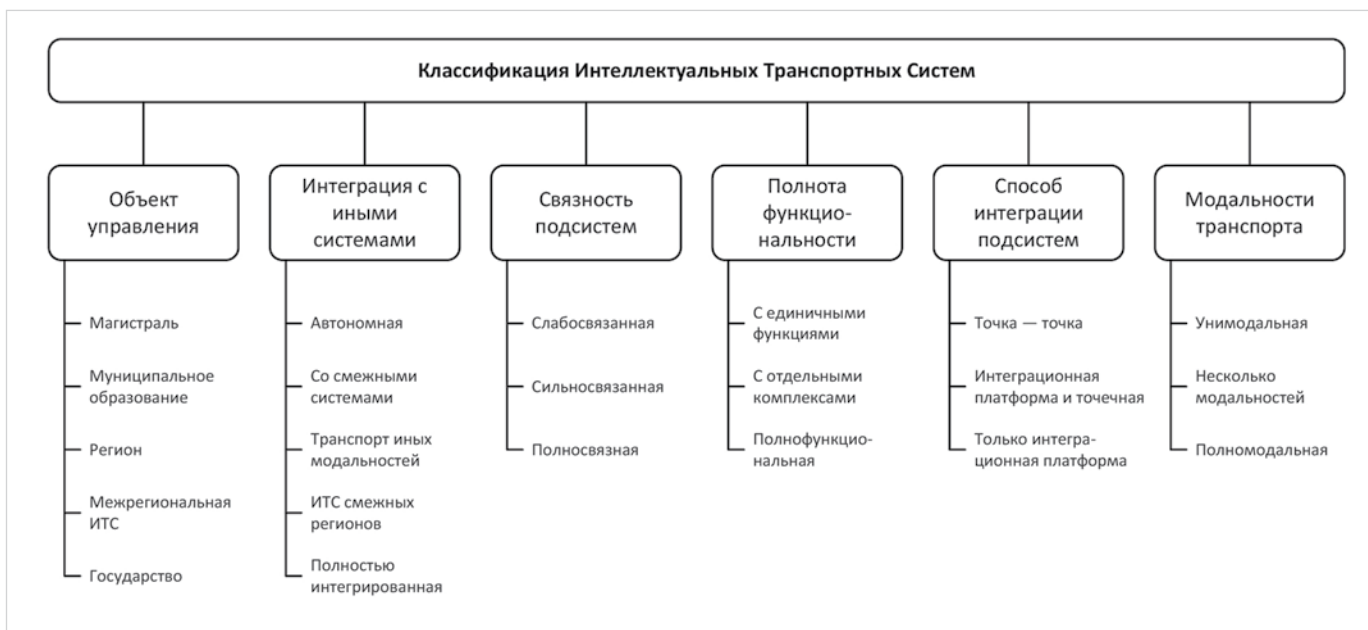 Классификация Интеллектуальных Транспортных Систем
Объект
управления
Магистраль
Муниципальное
образование
Регион
Межрегиональная
ИТС
Государство
Интеграция с
иными
системами
Автономная
Со смежными
системами
Транспорт иных
модальностей
ИТС смежных
регионов
Полностью
интегрированная
Связность
подсистем
Слабосвязанная
Сильносвязанная
Полносвязная
Полнота
функцио-
нальности
С единичными
функциями
С отдельными
комплексами
Полнофункцио-
нальная
Способ
интеграции
подсистем
Точка — точка
Интеграционная
платформа и точечная
Только интегра-
ционная платформа
Модальности
транспорта
Унимодальная
Несколько
модальностей
Полномодальная